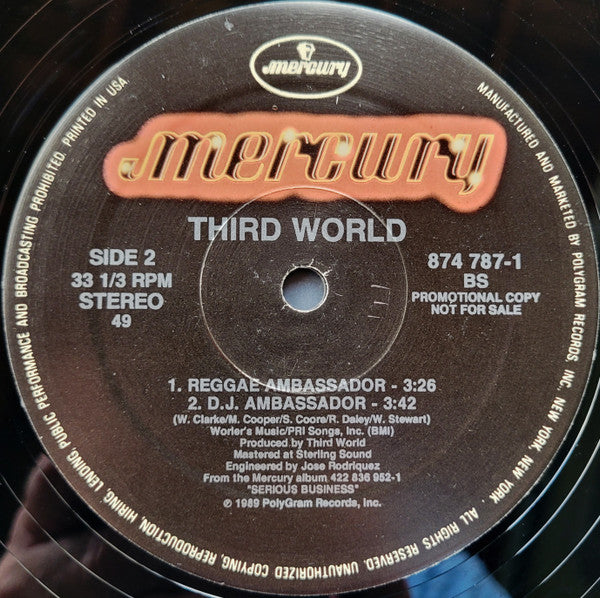 mercury
mercury
THIRD WORLD
SIDE 2
33 1/3 RPM
STEREO
49
874 787-1
BS
PROMOTIONAL COPY
NOT FOR SALE
1. REGGAE AMBASSADOR - 3:26
2. D.J. AMBASSADOR - 3:42
(W. Clarke/M. Cooper/S. Coore/R. Daley/W. Stewart)
Worler's Music/PRI Songs, Inc. (BMI)
Produced by Third World
Mastered at Sterling Sound
Engineered by Jose Rodriquez
From the Mercury album 422 836 952-1
"SERIOUS BUSINESS"
℗ 1989 PolyGram Records, Inc.
MANUFACTURED AND MARKETED BY POLYGRAM RECORDS INC. NEW YORK, NEW YORK. ALL RIGHTS RESERVED. UNAUTHORIZED COPYING, REPRODUCTION HIRING, LENDING PUBLIC PERFORMANCE AND BROADCASTING PROHIBITED. PRINTED IN USA.